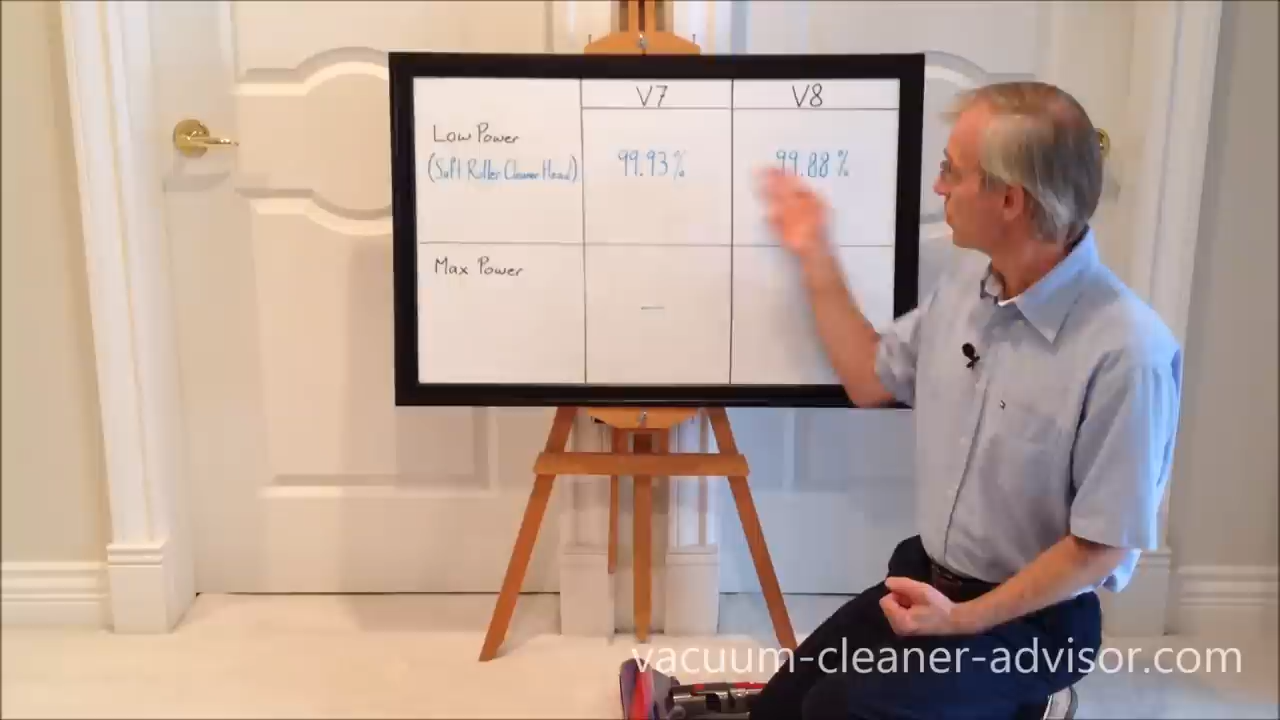 V7 V8
Low Power
(Soft Roller Cleaner Head) 99.93% 99.88%
Max Power
—
vacuum-cleaner-advisor.com